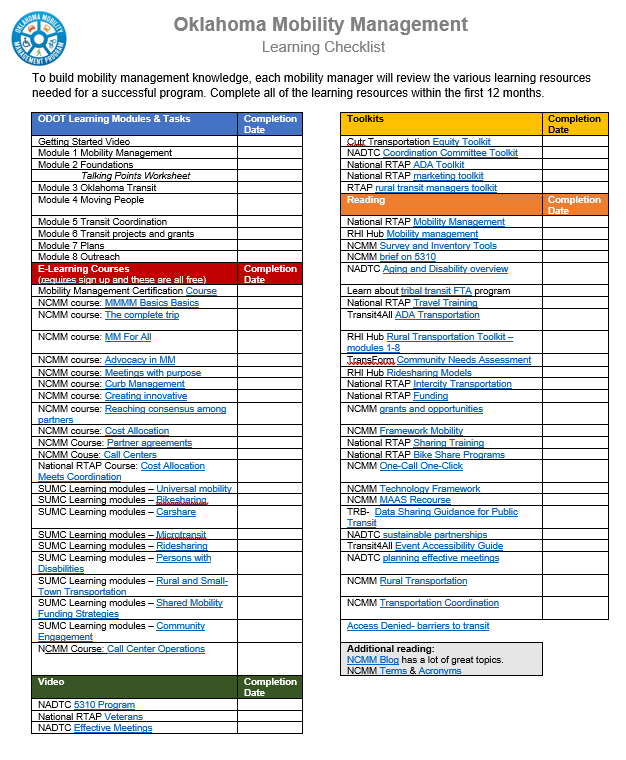 OKLAHOMA MOBILITY
MANAGEMENT PROGRAM
Oklahoma Mobility Management
Learning Checklist
To build mobility management knowledge, each mobility manager will review the various learning resources
needed for a successful program. Complete all of the learning resources within the first 12 months.
ODOT Learning Modules & Tasks
Completion
Date
Getting Started Video
Module 1 Mobility Management
Module 2 Foundations
Talking Points Worksheet
Module 3 Oklahoma Transit
Module 4 Moving People
Module 5 Transit Coordination
Module 6 Transit projects and grants
Module 7 Plans
Module 8 Outreach
E-Learning Courses
(requires sign up and these are all free)
Completion
Date
Mobility Management Certification Course
NCMM course: MMMM Basics Basics
NCMM course: The complete trip
NCMM course: MM For All
NCMM course: Advocacy in MM
NCMM course: Meetings with purpose
NCMM course: Curb Management
NCMM course: Creating innovative
NCMM course: Reaching consensus among
partners
NCMM course: Cost Allocation
NCMM Course: Partner agreements
NCMM Couse: Call Centers
National RTAP Course: Cost Allocation
Meets Coordination
SUMC Learning modules – Universal mobility
SUMC Learning modules – Bikesharing
SUMC Learning modules – Carshare
SUMC Learning modules – Microtransit
SUMC Learning modules – Ridesharing
SUMC Learning modules – Persons with
Disabilities
SUMC Learning modules – Rural and Small-
Town Transportation
SUMC Learning modules – Shared Mobility
Funding Strategies
SUMC Learning modules – Community
Engagement
NCMM Course: Call Center Operations
Video
Completion
Date
NADTC 5310 Program
National RTAP Veterans
NADTC Effective Meetings
Toolkits
Completion
Date
Cutr Transportation Equity Toolkit
NADTC Coordination Committee Toolkit
National RTAP ADA Toolkit
National RTAP marketing toolkit
RTAP rural transit managers toolkit
Reading
Completion
Date
National RTAP Mobility Management
RHI Hub Mobility management
NCMM Survey and Inventory Tools
NCMM brief on 5310
NADTC Aging and Disability overview
Learn about tribal transit FTA program
National RTAP Travel Training
Transit4All ADA Transportation
RHI Hub Rural Transportation Toolkit –
modules 1-8
TransForm Community Needs Assessment
RHI Hub Ridesharing Models
National RTAP Intercity Transportation
National RTAP Funding
NCMM grants and opportunities
NCMM Framework Mobility
National RTAP Sharing Training
National RTAP Bike Share Programs
NCMM One-Call One-Click
NCMM Technology Framework
NCMM MAAS Recourse
TRB- Data Sharing Guidance for Public
Transit
NADTC sustainable partnerships
Transit4All Event Accessibility Guide
NADTC planning effective meetings
NCMM Rural Transportation
NCMM Transportation Coordination
Access Denied- barriers to transit
Additional reading:
NCMM Blog has a lot of great topics.
NCMM Terms & Acronyms